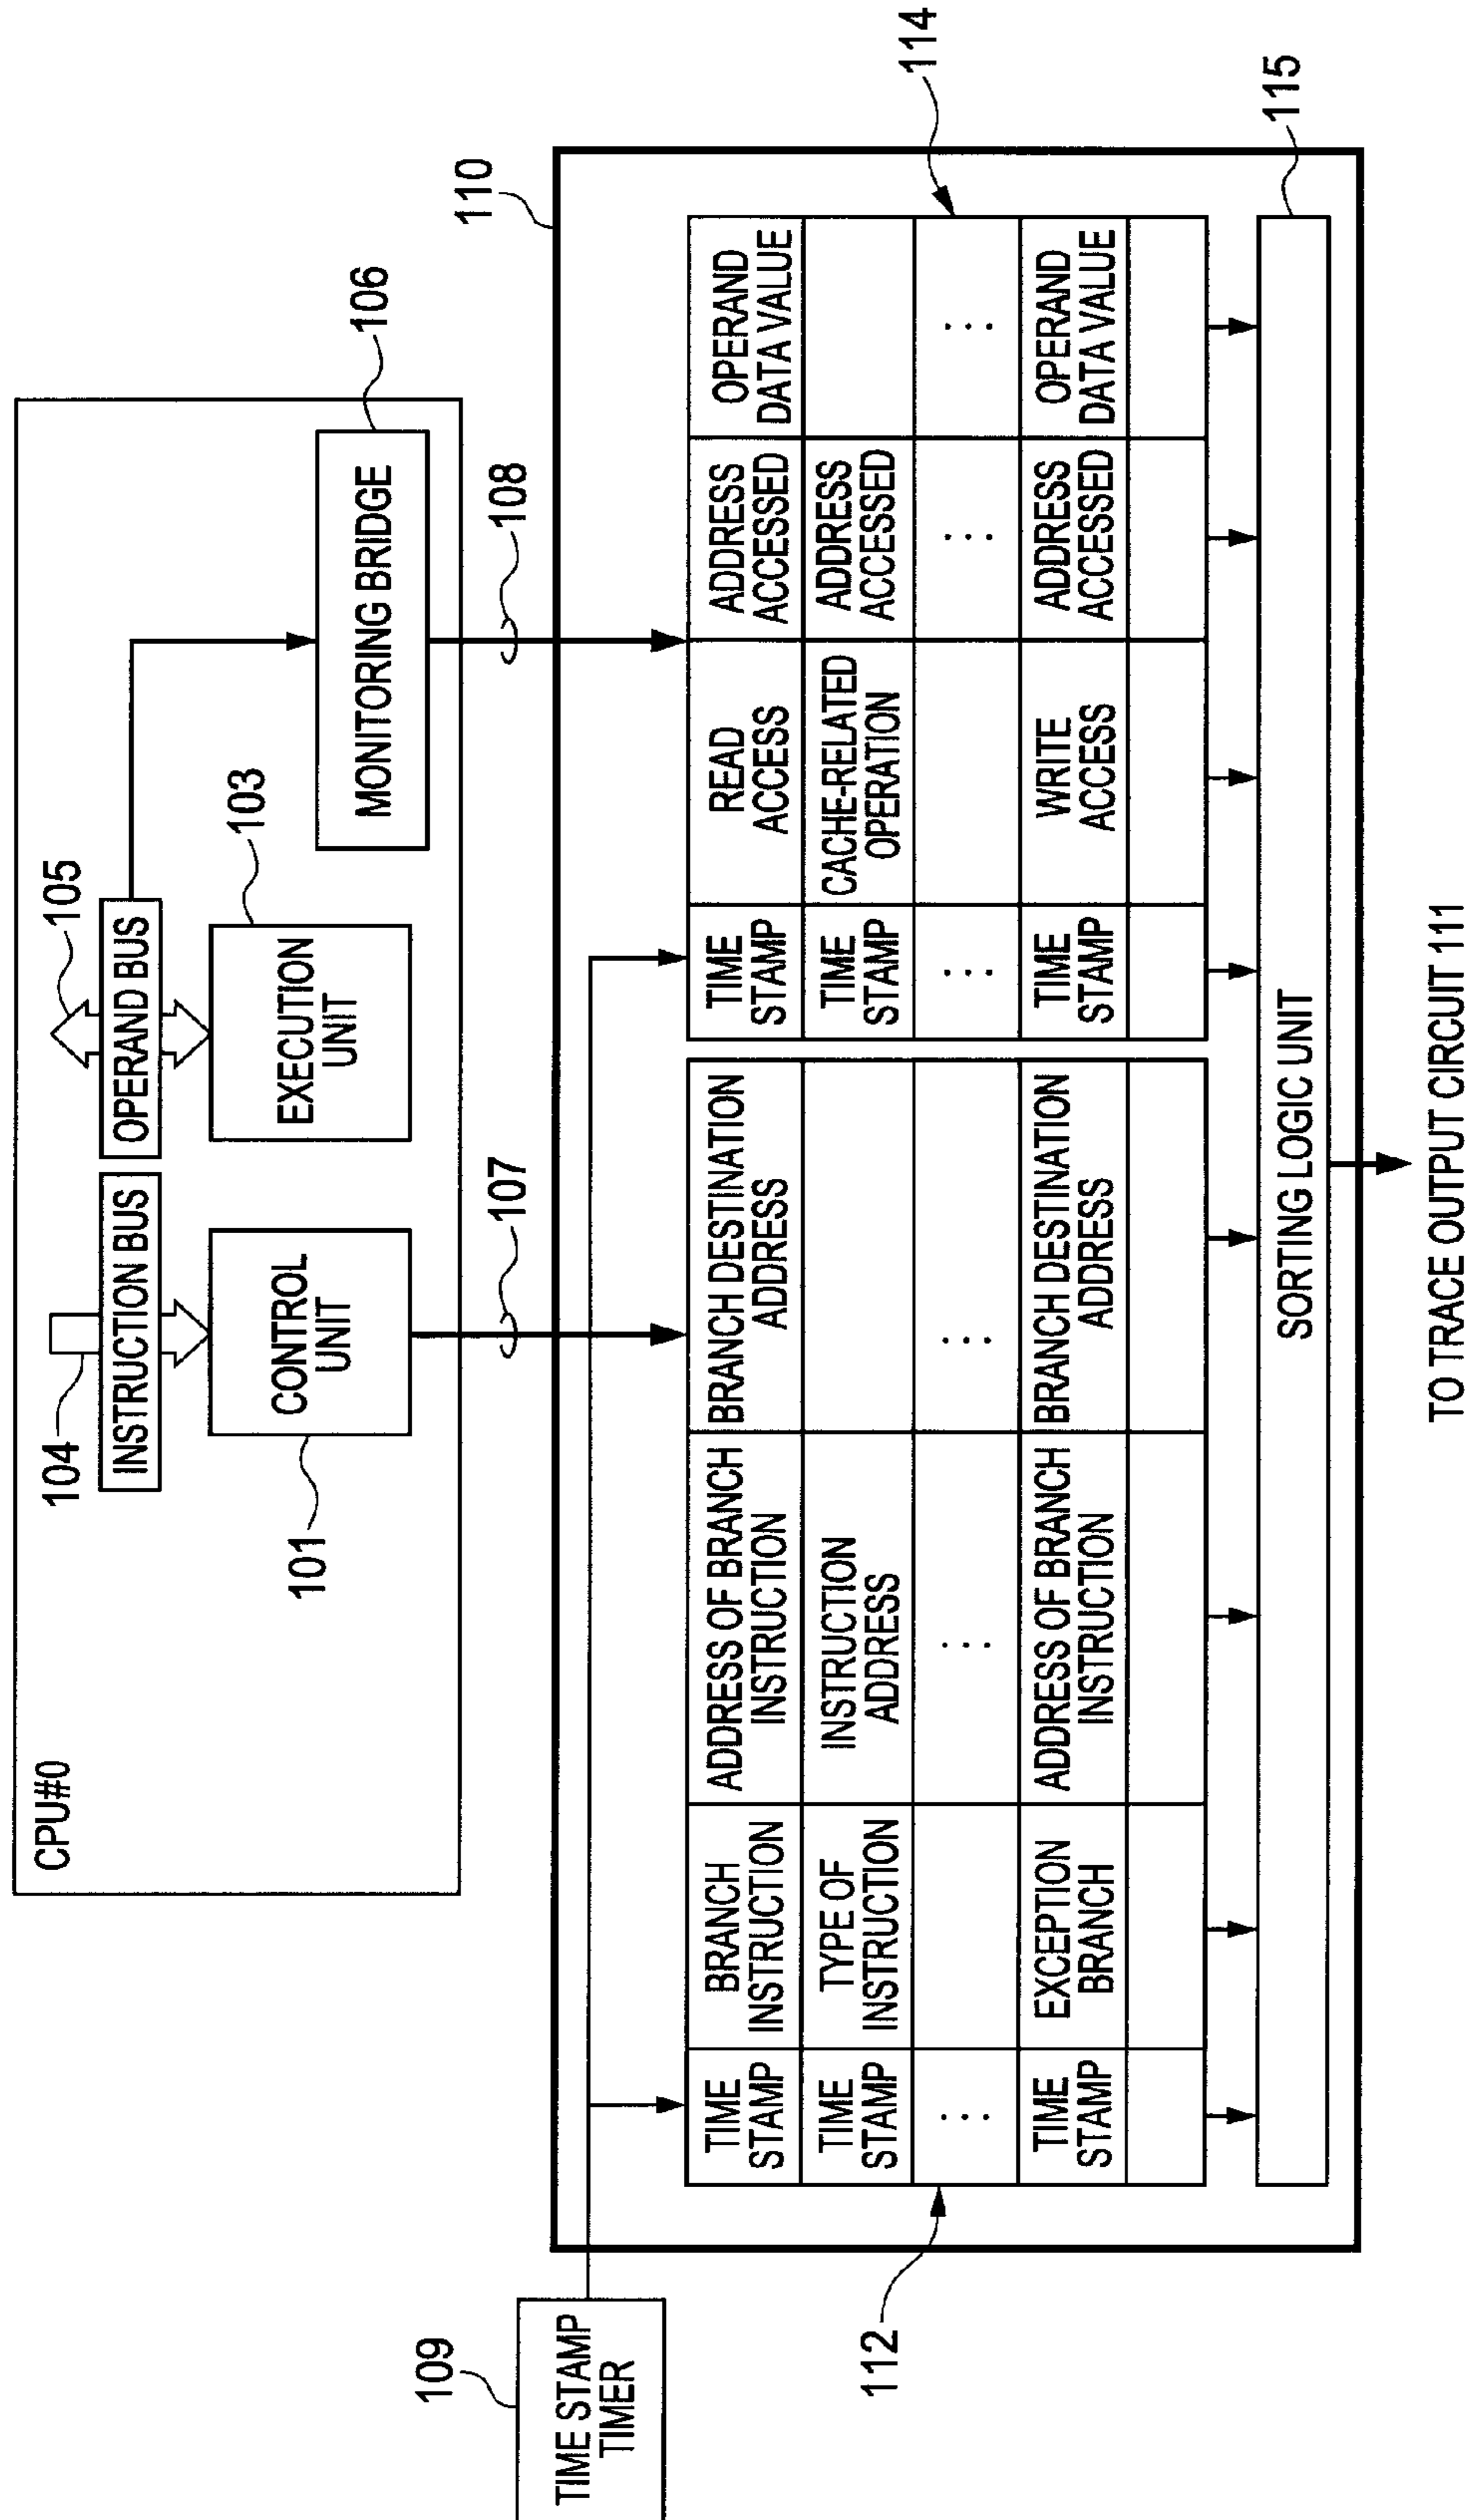 CPU#0
104
INSTRUCTION BUS
105
OPERAND BUS
101
CONTROL
UNIT
103
EXECUTION
UNIT
106
MONITORING BRIDGE
107
108
109
TIME STAMP
TIMER
110
112
TIME
STAMP
BRANCH
INSTRUCTION
ADDRESS OF BRANCH
INSTRUCTION
BRANCH DESTINATION
ADDRESS
TIME
STAMP
TYPE OF
INSTRUCTION
INSTRUCTION
ADDRESS
...
...
...
TIME
STAMP
EXCEPTION
BRANCH
ADDRESS OF BRANCH
INSTRUCTION
BRANCH DESTINATION
ADDRESS
114
TIME
STAMP
READ
ACCESS
ADDRESS
ACCESSED
OPERAND
DATA VALUE
TIME
STAMP
CACHE-RELATED
OPERATION
ADDRESS
ACCESSED
...
...
...
TIME
STAMP
WRITE
ACCESS
ADDRESS
ACCESSED
OPERAND
DATA VALUE
SORTING LOGIC UNIT
115
TO TRACE OUTPUT CIRCUIT 111